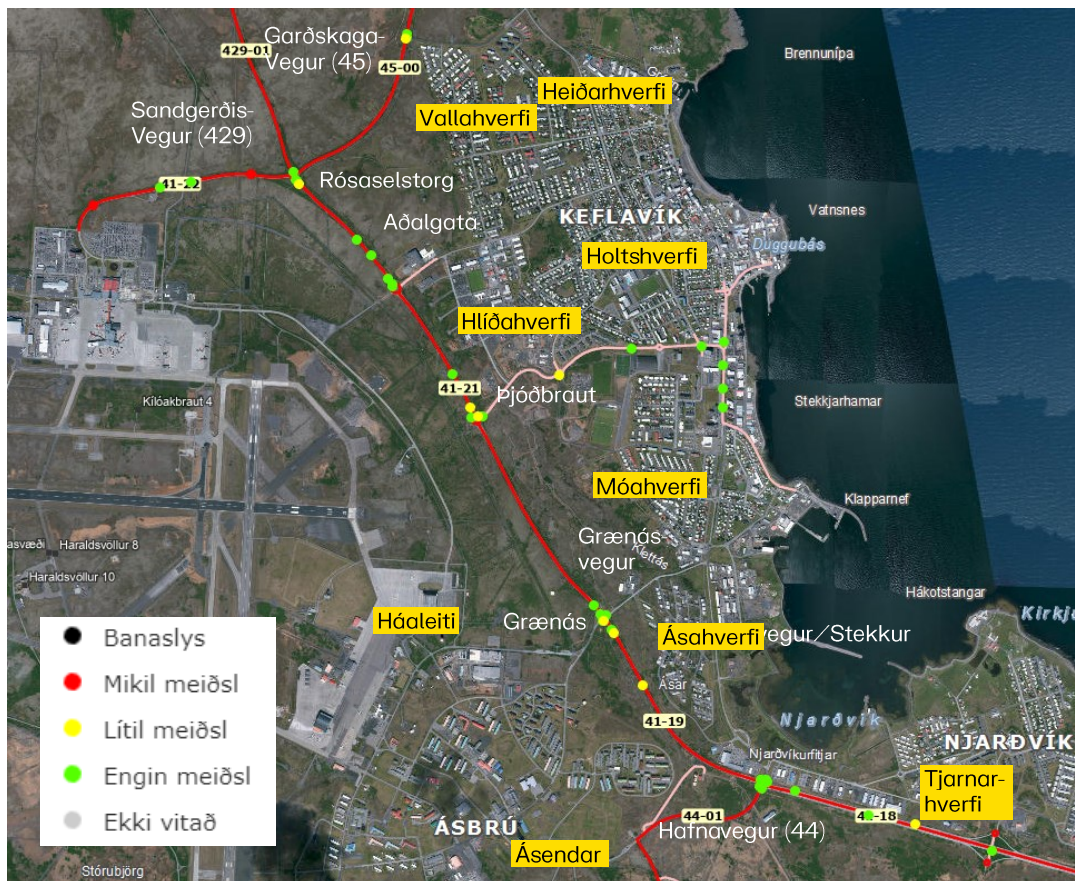 Garðskaga-
Vegur (45)
429-01
45-00
Brennunípa
Heiðarhverfi
Vallahverfi
Sandgerðis-
Vegur (429)
41-22
Rósaselstorg
Aðalgata
KEFLAVÍK
Vatnsnes
Duggubás
Holtshverfi
Hlíðahverfi
41-21
Þjóðbraut
Kílóakbraut 4
Stekkjarhamar
Móahverfi
Klapparnef
Grænás-
vegur
Klettás
Haraldsvöllur 8
Haraldsvöllur 10
Hákotstangar
Háaleiti
Grænás
Ásahverfi
vegur/Stekkur
Banaslys
Mikil meiðsl
Lítil meiðsl
Engin meiðsl
Ekki vitað
Ásar
41-19
Njarðvík
Njarðvíkurfitjar
NJARÐVÍK
Tjarnar-
hverfi
44-01
Hafnavegur (44)
ÁSBRÚ
Ásendar
Stórubjörg